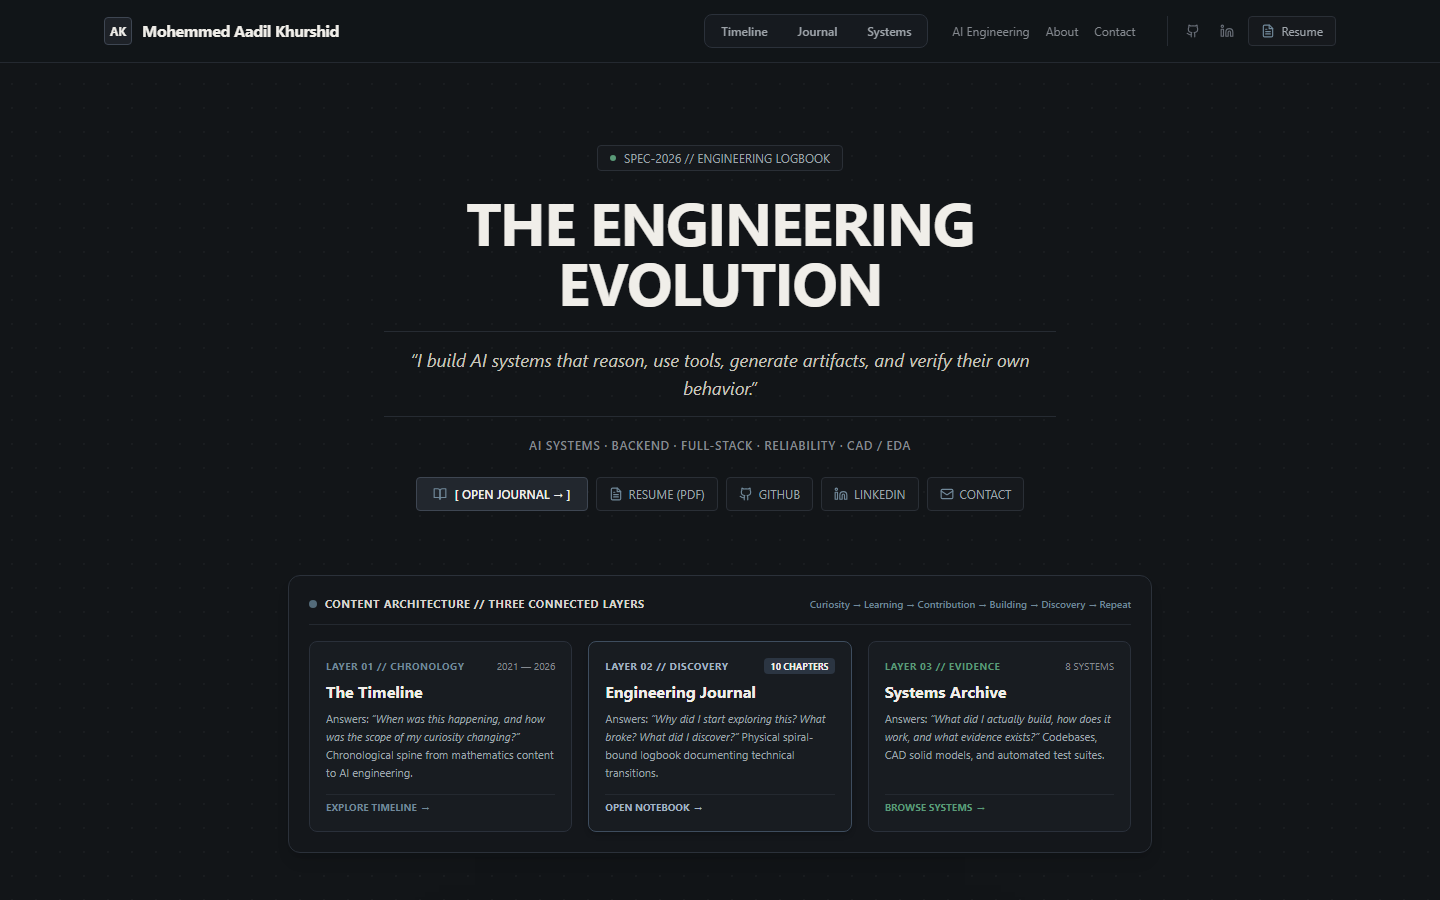 AK Mohemmed Aadil Khurshid Timeline Journal Systems AI Engineering About Contact Resume
SPEC-2026 // ENGINEERING LOGBOOK
THE ENGINEERING
EVOLUTION
“I build AI systems that reason, use tools, generate artifacts, and verify their own
behavior.”
AI SYSTEMS · BACKEND · FULL-STACK · RELIABILITY · CAD / EDA
[ OPEN JOURNAL → ] RESUME (PDF) GITHUB LINKEDIN CONTACT
CONTENT ARCHITECTURE // THREE CONNECTED LAYERS Curiosity → Learning → Contribution → Building → Discovery → Repeat
LAYER 01 // CHRONOLOGY 2021 — 2026
The Timeline
Answers: “When was this happening, and how
was the scope of my curiosity changing?”
Chronological spine from mathematics content
to AI engineering.
EXPLORE TIMELINE →
LAYER 02 // DISCOVERY 10 CHAPTERS
Engineering Journal
Answers: “Why did I start exploring this? What
broke? What did I discover?” Physical spiral-
bound logbook documenting technical
transitions.
OPEN NOTEBOOK →
LAYER 03 // EVIDENCE 8 SYSTEMS
Systems Archive
Answers: “What did I actually build, how does it
work, and what evidence exists?” Codebases,
CAD solid models, and automated test suites.
BROWSE SYSTEMS →